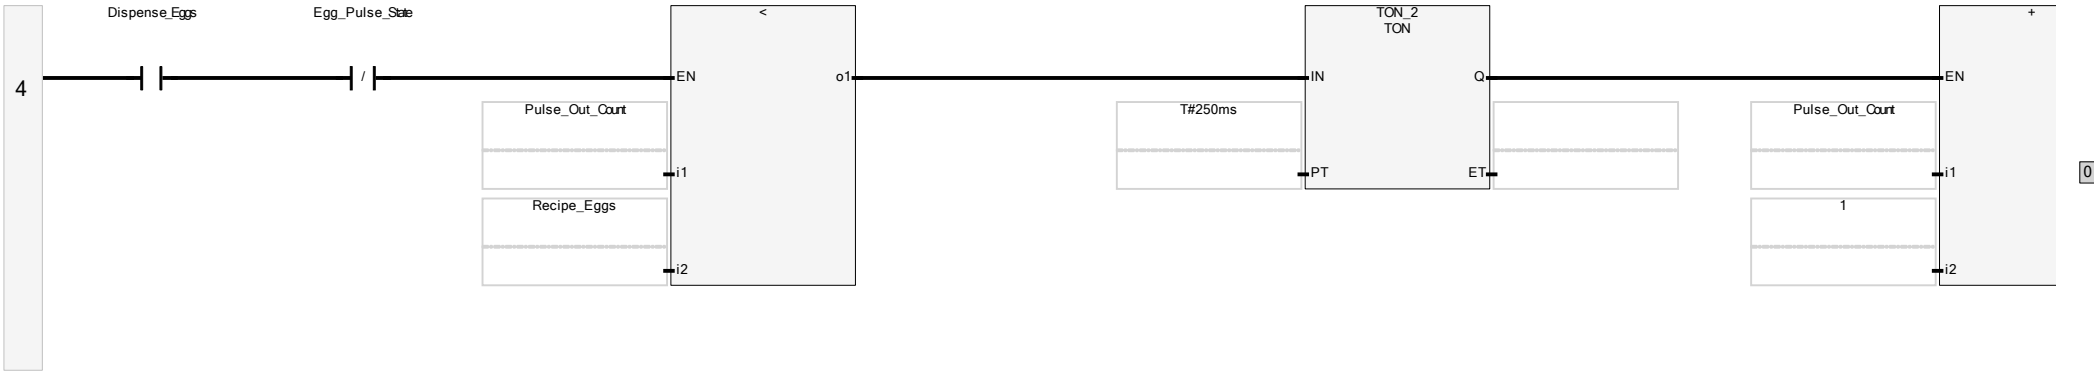 Dispense_Eggs
Egg_Pulse_State
<
TON_2
TON
+
4
/
EN
o1
IN
Q
EN
Pulse_Out_Count
T#250ms
Pulse_Out_Count
i1
PT
ET
i1
0
Recipe_Eggs
1
i2
i2